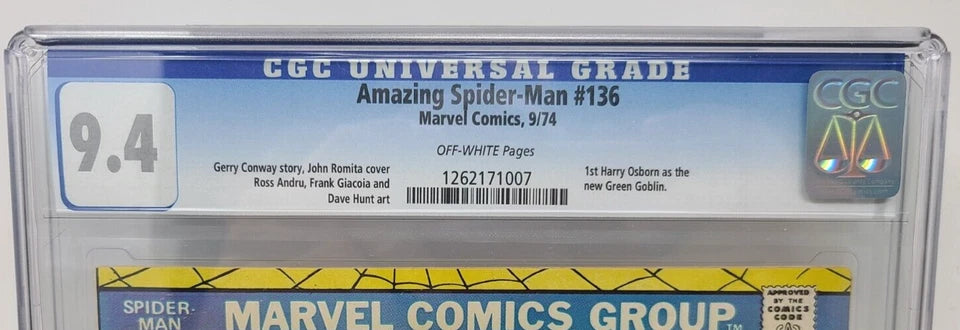 CGC UNIVERSAL GRADE
9.4
Amazing Spider-Man #136
Marvel Comics, 9/74
OFF-WHITE Pages
Gerry Conway story, John Romita cover
Ross Andru, Frank Giacoia and
Dave Hunt art
1262171007
1st Harry Osborn as the
new Green Goblin.
CGC
SPIDER-
MAN
MARVEL COMICS GROUP™
APPROVED
BY THE
COMICS
CODE